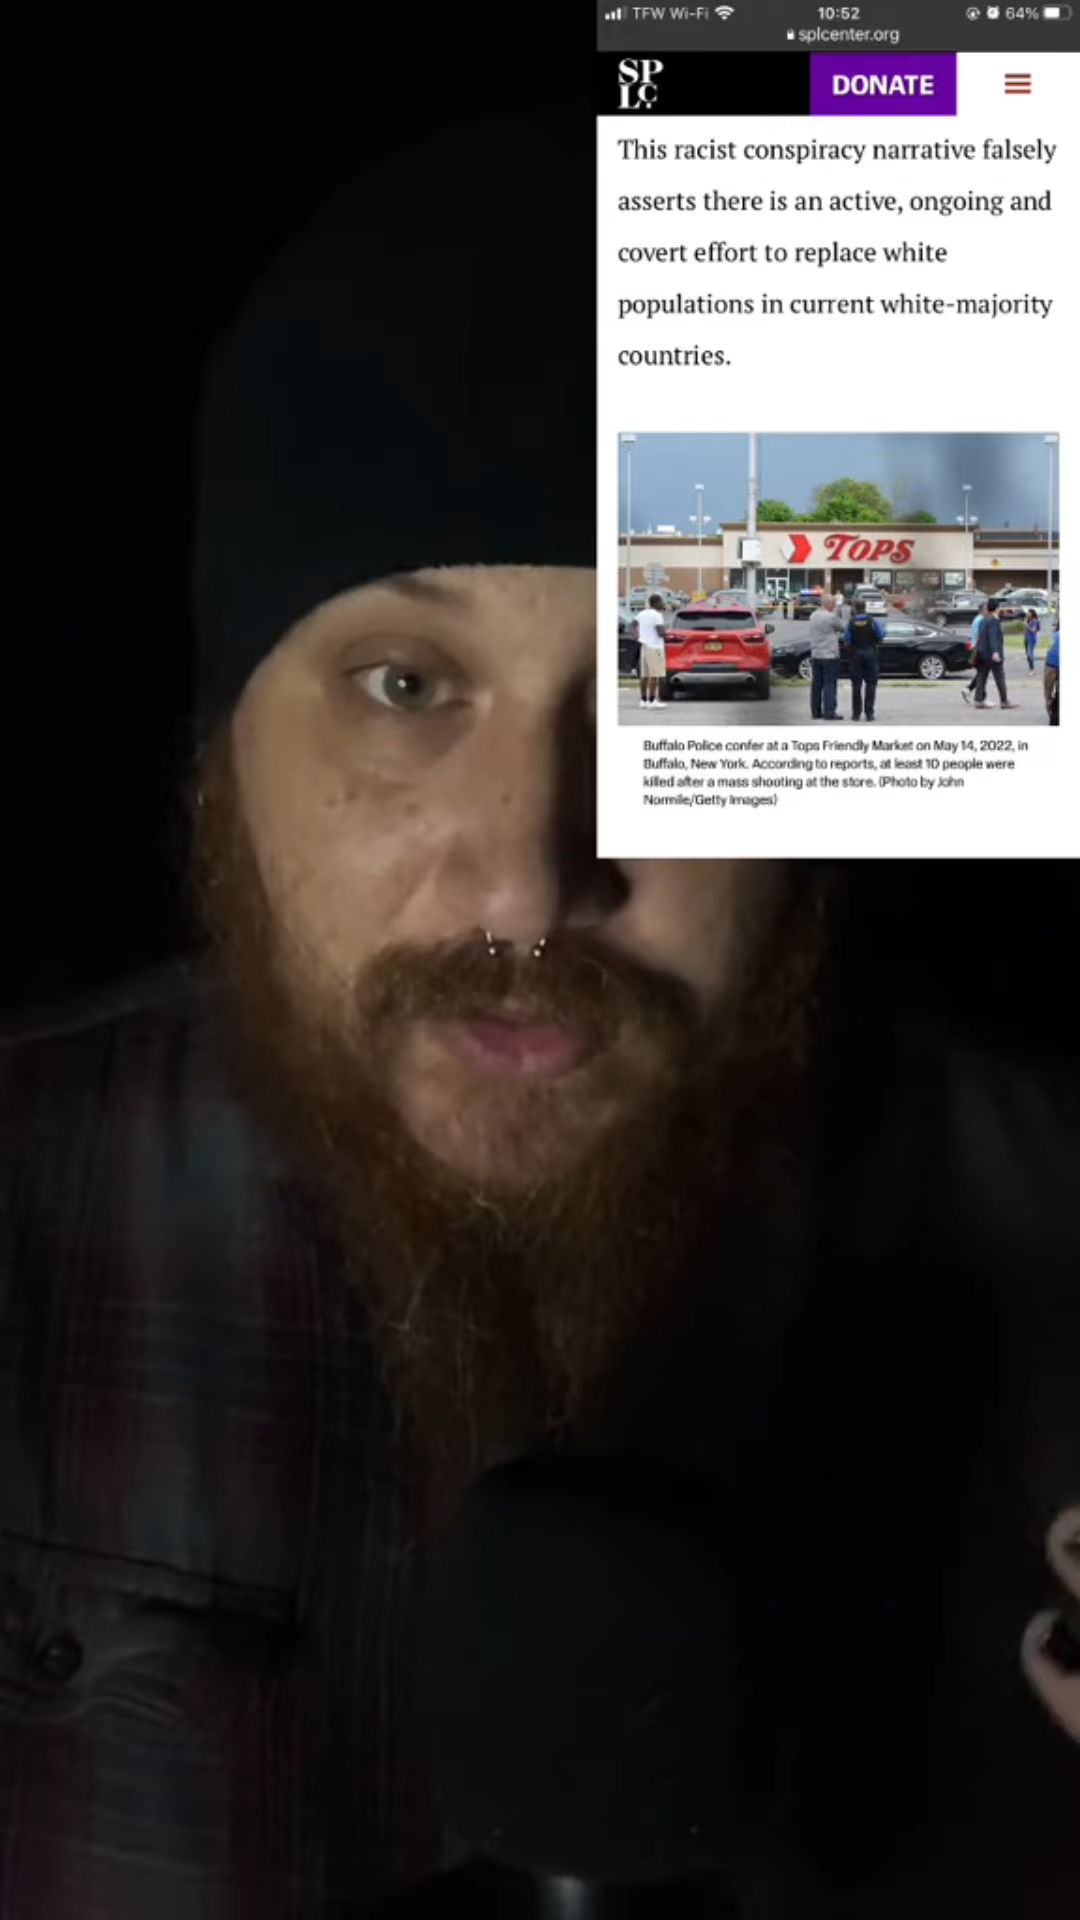 TFW Wi-Fi 10:52 64%
splcenter.org
SP
LC
DONATE
This racist conspiracy narrative falsely
asserts there is an active, ongoing and
covert effort to replace white
populations in current white-majority
countries.
TOPS
Buffalo Police confer at a Tops Friendly Market on May 14, 2022, in
Buffalo, New York. According to reports, at least 10 people were
killed after a mass shooting at the store. (Photo by John
Normile/Getty Images)